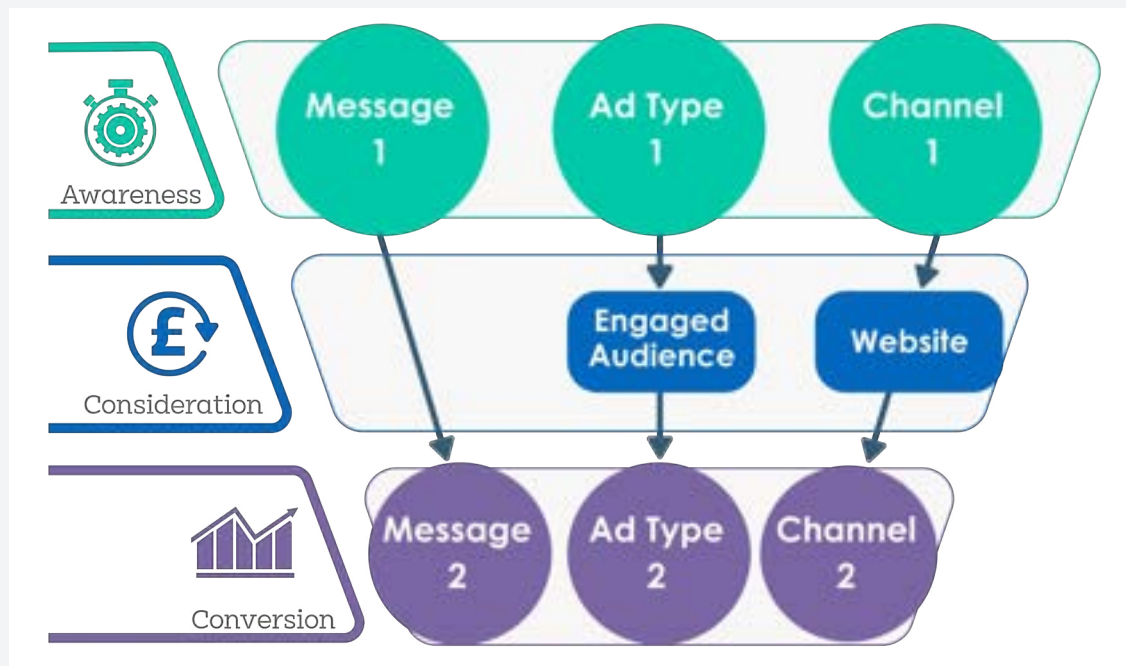 Message
1
Ad Type
1
Channel
1
Awareness
Engaged
Audience
Website
£
Consideration
Message
2
Ad Type
2
Channel
2
Conversion